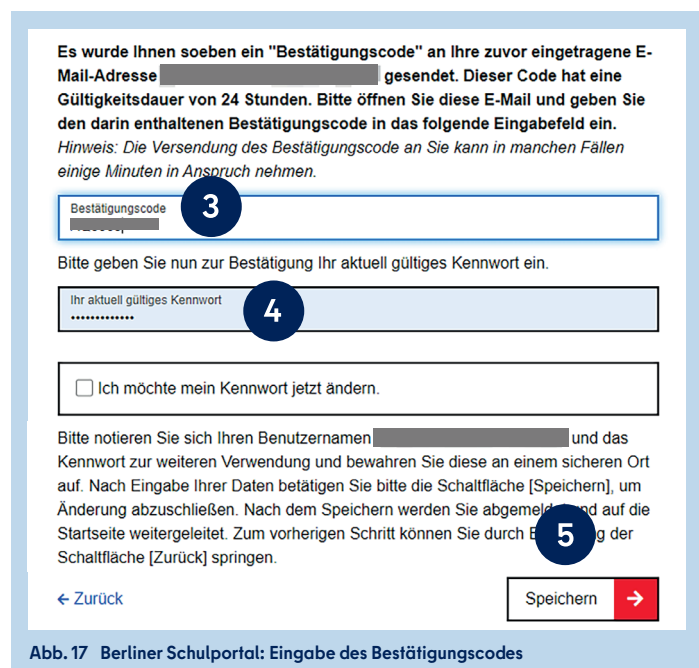 Es wurde Ihnen soeben ein "Bestätigungscode" an Ihre zuvor eingetragene E-
Mail-Adresse gesendet. Dieser Code hat eine
Gültigkeitsdauer von 24 Stunden. Bitte öffnen Sie diese E-Mail und geben Sie
den darin enthaltenen Bestätigungscode in das folgende Eingabefeld ein.
Hinweis: Die Versendung des Bestätigungscode an Sie kann in manchen Fällen
einige Minuten in Anspruch nehmen.
Bestätigungscode
3
Bitte geben Sie nun zur Bestätigung Ihr aktuell gültiges Kennwort ein.
Ihr aktuell gültiges Kennwort
•••••••••••••
4
Ich möchte mein Kennwort jetzt ändern.
Bitte notieren Sie sich Ihren Benutzernamen und das
Kennwort zur weiteren Verwendung und bewahren Sie diese an einem sicheren Ort
auf. Nach Eingabe Ihrer Daten betätigen Sie bitte die Schaltfläche [Speichern], um
Änderung abzuschließen. Nach dem Speichern werden Sie und auf die
Startseite weitergeleitet. Zum vorherigen Schritt können Sie durch der
Schaltfläche [Zurück] springen.
5
← Zurück
Speichern →
Abb. 17 Berliner Schulportal: Eingabe des Bestätigungscodes